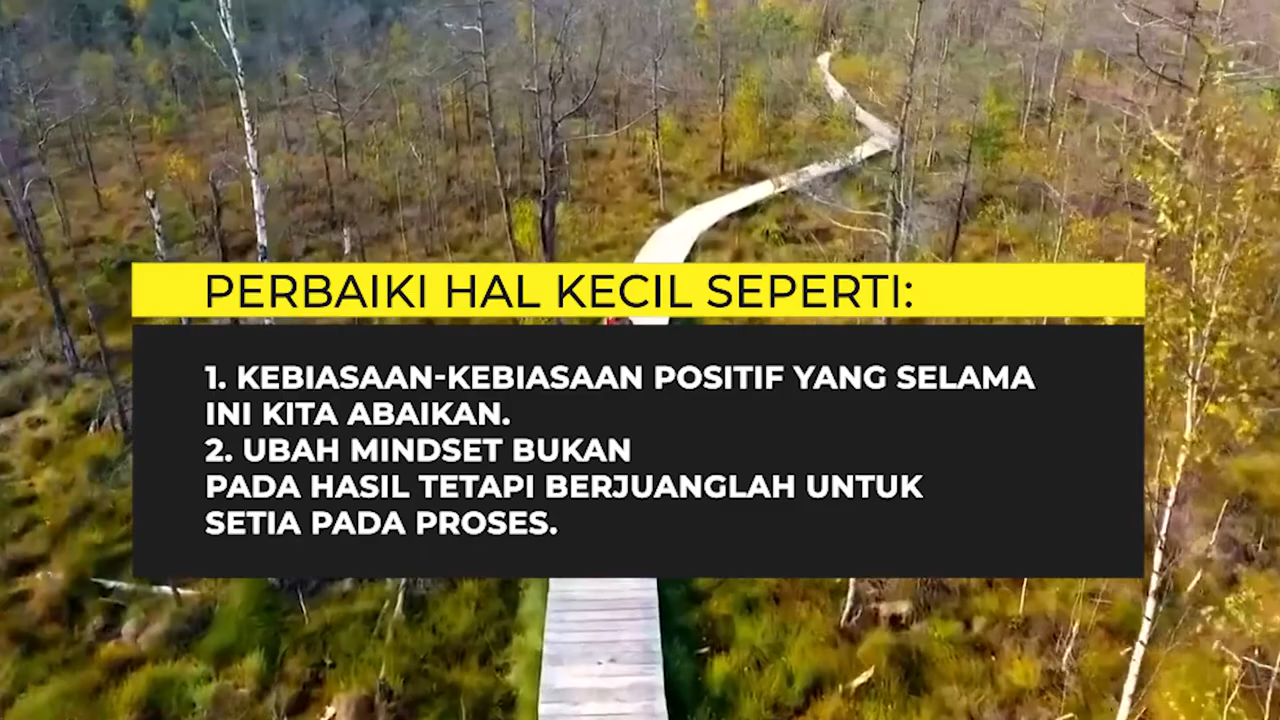 PERBAIKI HAL KECIL SEPERTI:
1. KEBIASAAN-KEBIASAAN POSITIF YANG SELAMA
INI KITA ABAIKAN.
2. UBAH MINDSET BUKAN
PADA HASIL TETAPI BERJUANGLAH UNTUK
SETIA PADA PROSES.